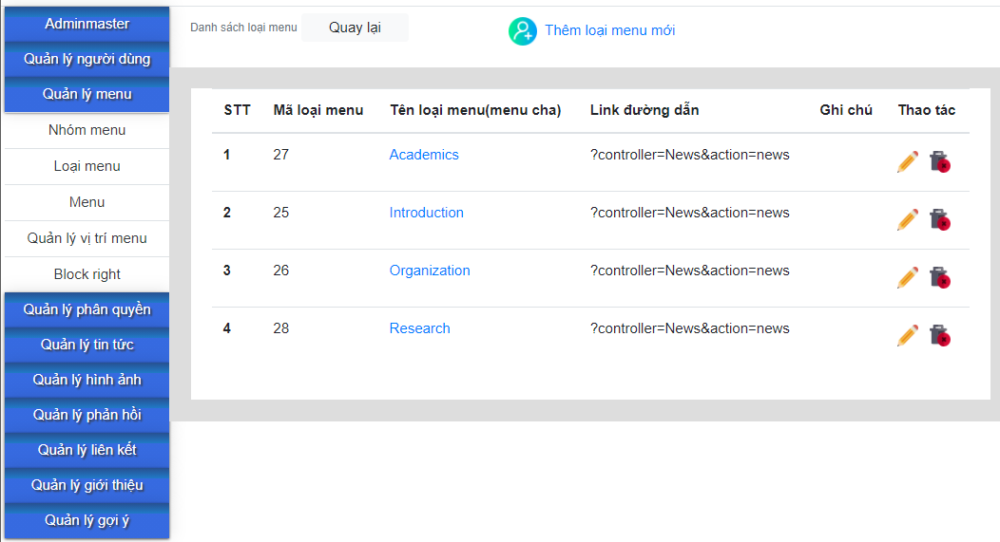 Adminmaster
Quản lý người dùng
Quản lý menu
Nhóm menu
Loại menu
Menu
Quản lý vị trí menu
Block right
Quản lý phân quyền
Quản lý tin tức
Quản lý hình ảnh
Quản lý phản hồi
Quản lý liên kết
Quản lý giới thiệu
Quản lý gợi ý
Danh sách loại menu Quay lại Thêm loại menu mới
STT Mã loại menu Tên loại menu(menu cha) Link đường dẫn Ghi chú Thao tác
1 27 Academics ?controller=News&action=news
2 25 Introduction ?controller=News&action=news
3 26 Organization ?controller=News&action=news
4 28 Research ?controller=News&action=news